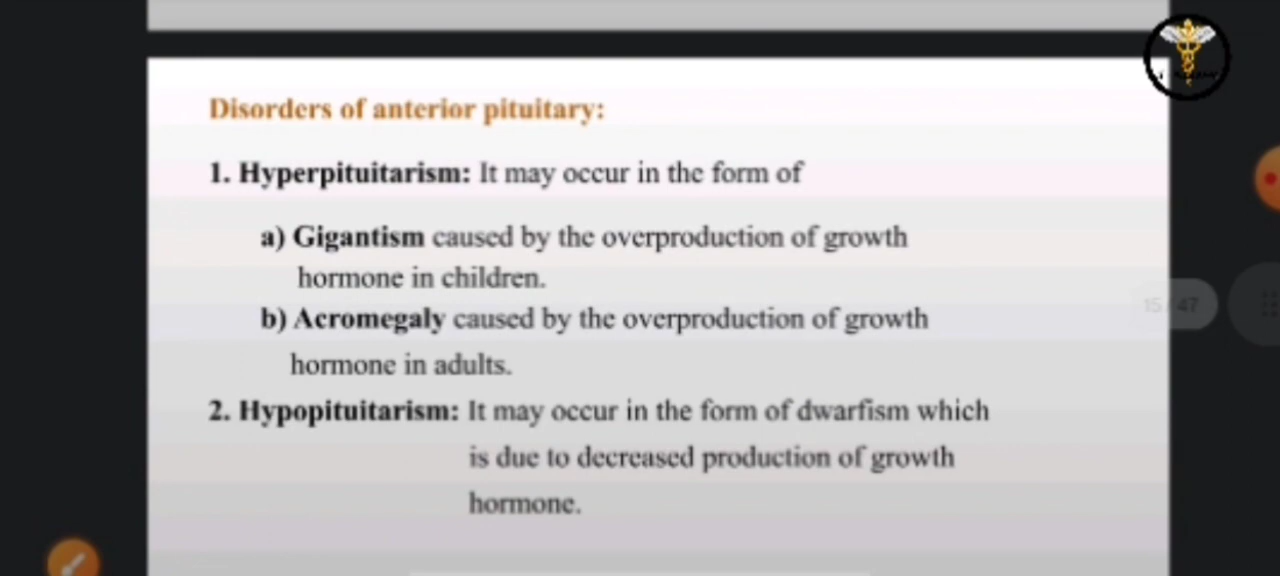 Disorders of anterior pituitary:
1. Hyperpituitarism: It may occur in the form of
a) Gigantism caused by the overproduction of growth
hormone in children.
b) Acromegaly caused by the overproduction of growth
15 / 47
hormone in adults.
2. Hypopituitarism: It may occur in the form of dwarfism which
is due to decreased production of growth
hormone.